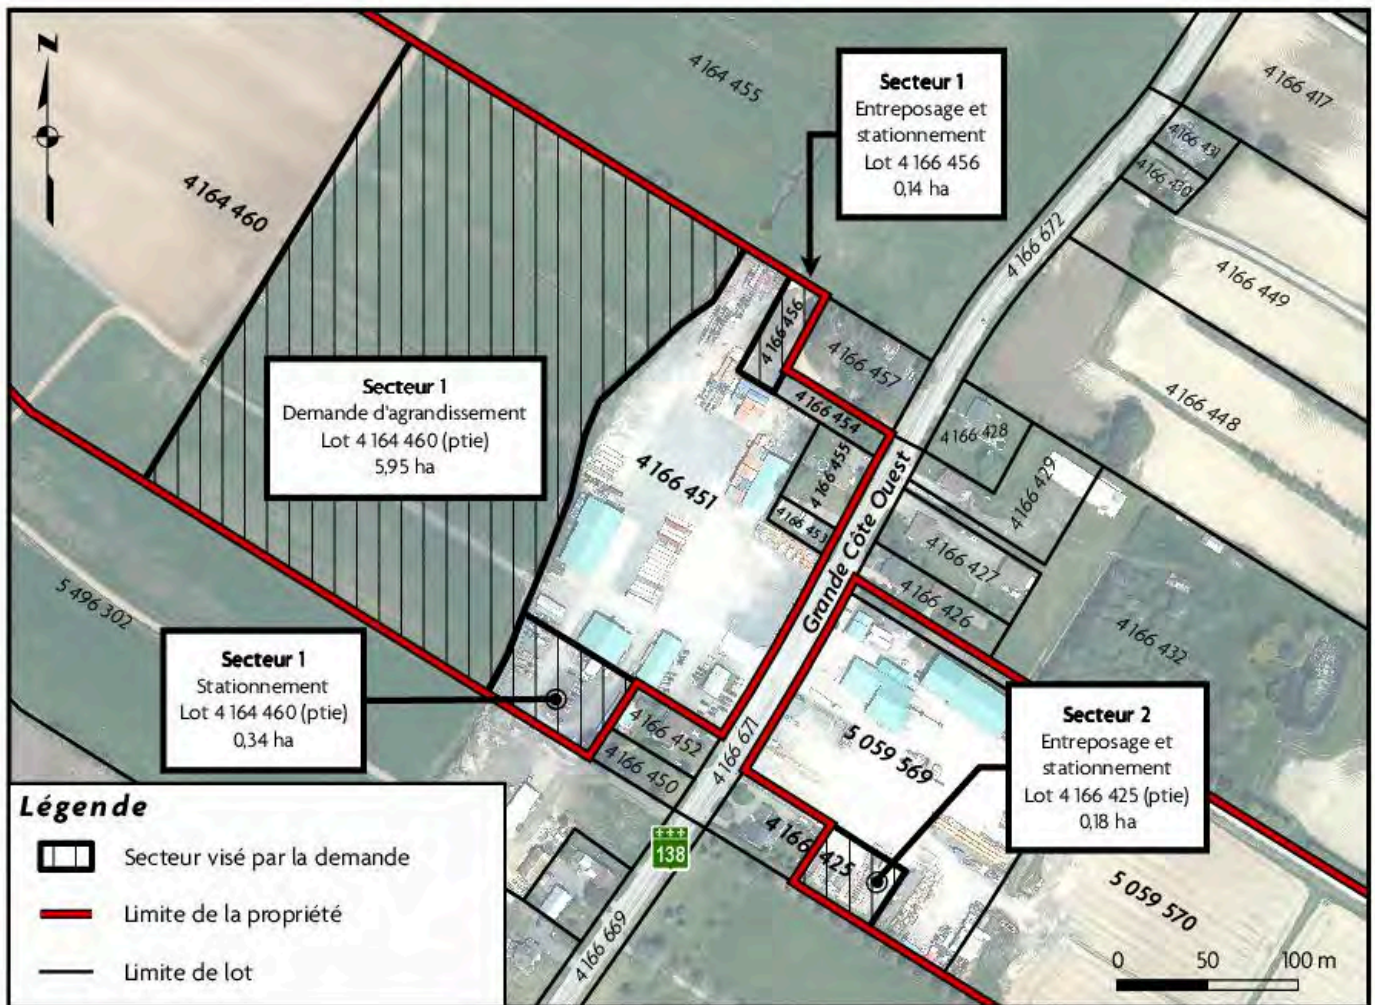 N
4 164 455
4 166 417
Secteur 1
Entreposage et
stationnement
Lot 4 166 456
0,14 ha
4 166 431
4 166 430
4 164 460
4 166 672
4 166 449
4 166 456
4 166 457
4 166 448
Secteur 1
Demande d'agrandissement
Lot 4 164 460 (ptie)
5,95 ha
4 166 454
4 166 428
4 166 455
4 166 429
4 166 451
4 166 453
Grande Côte Ouest
4 166 427
4 166 426
5 496 302
4 166 432
Secteur 1
Stationnement
Lot 4 164 460 (ptie)
0,34 ha
4 166 452
4 166 450
4 166 671
5 059 569
Secteur 2
Entreposage et
stationnement
Lot 4 166 425 (ptie)
0,18 ha
138
4 166 425
5 059 570
4 166 669
Légende
Secteur visé par la demande
Limite de la propriété
Limite de lot
0 50 100 m